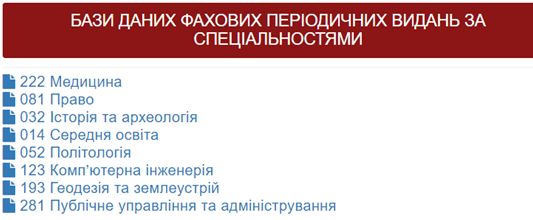 БАЗИ ДАНИХ ФАХОВИХ ПЕРІОДИЧНИХ ВИДАНЬ ЗА
СПЕЦІАЛЬНОСТЯМИ
222 Медицина
081 Право
032 Історія та археологія
014 Середня освіта
052 Політологія
123 Комп'ютерна інженерія
193 Геодезія та землеустрій
281 Публічне управління та адміністрування